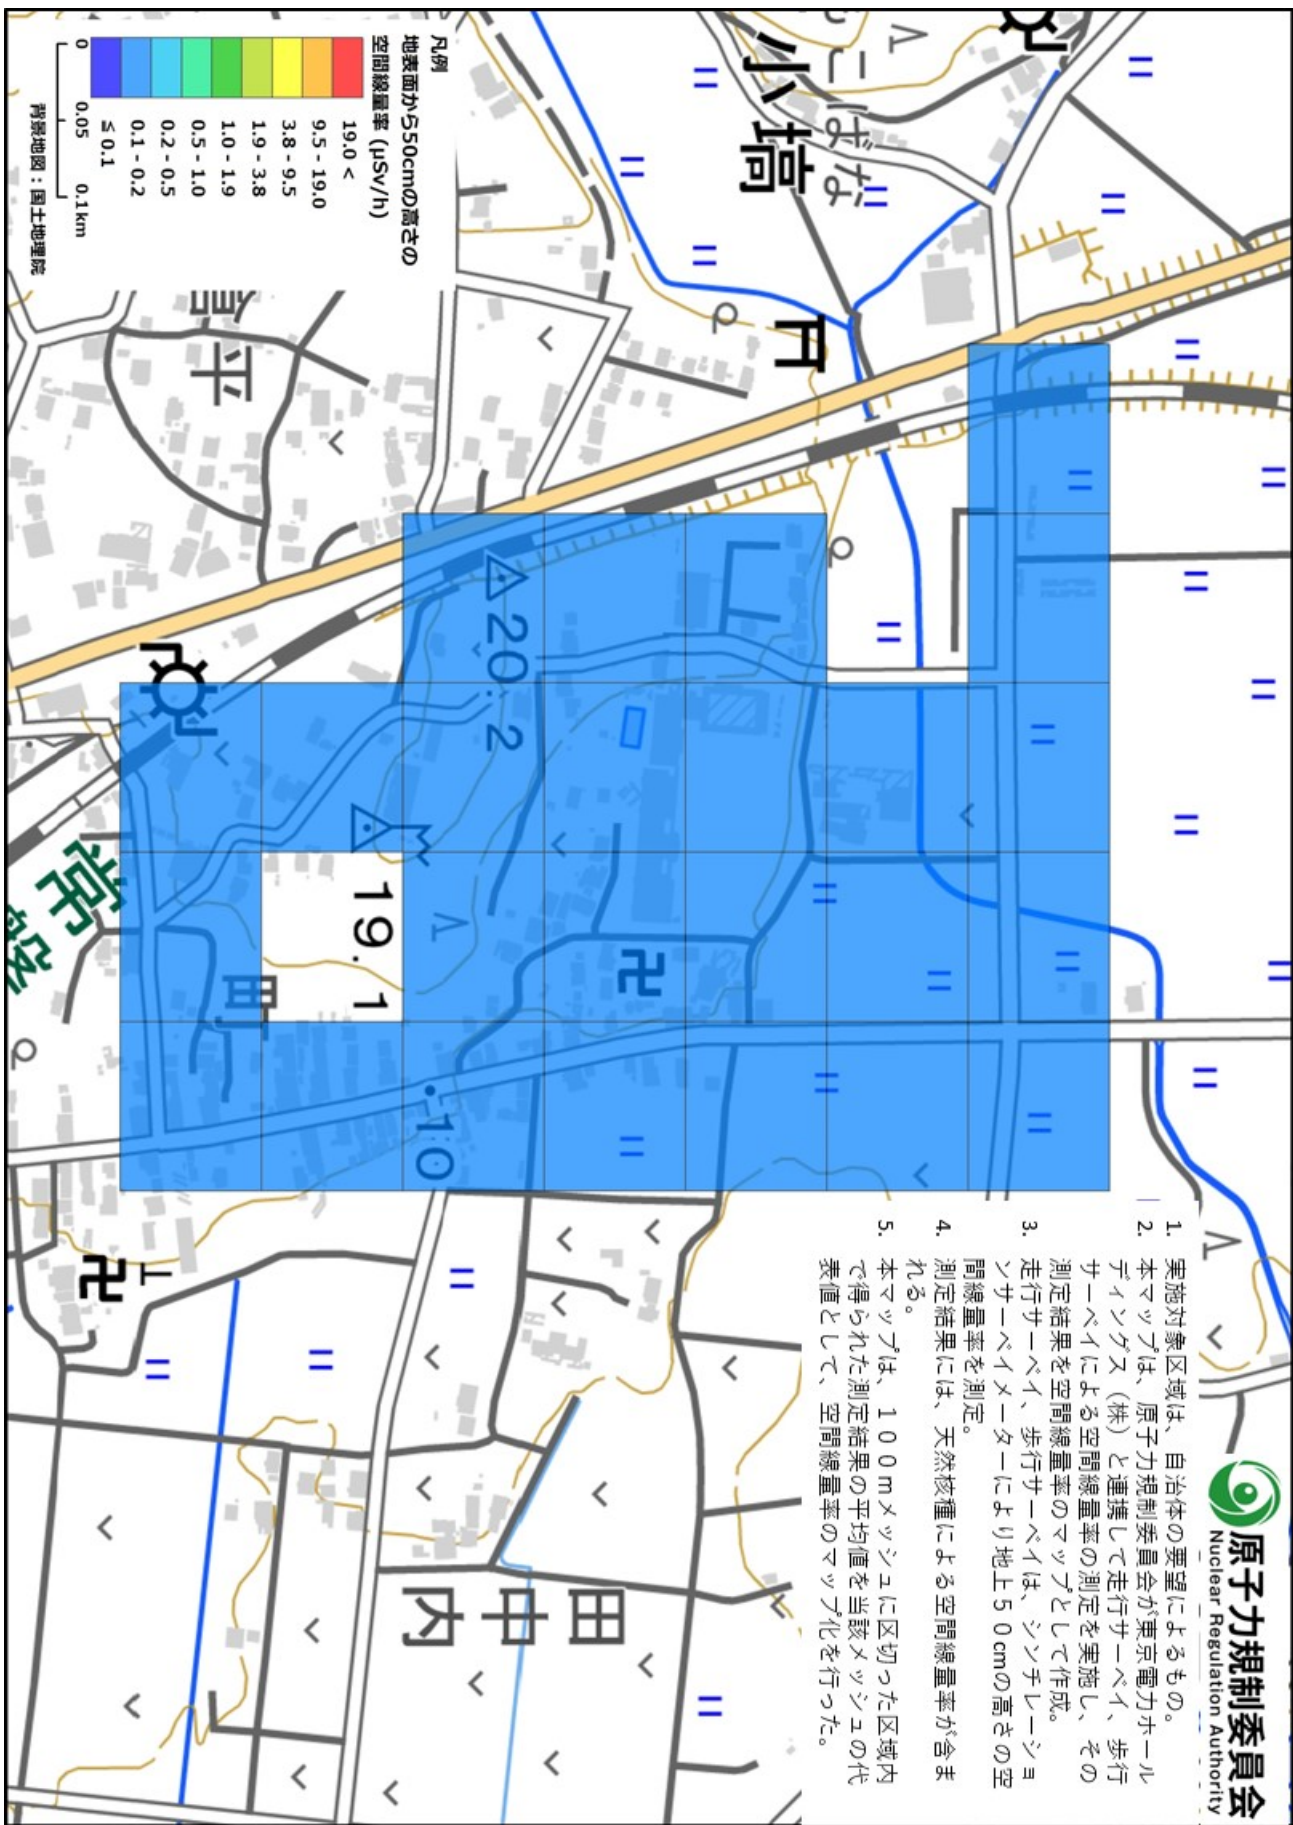 原子力規制委員会
Nuclear Regulation Authority
1. 実施対象区域は、自治体の要望によるもの。
2. 本マップは、原子力規制委員会が東京電力ホール
ディングス（株）と連携して走行サーベイ、歩行
サーベイによる空間線量率の測定を実施し、その
測定結果を空間線量率のマップとして作成。
3. 走行サーベイ、歩行サーベイは、シンチレーショ
ンサーベイメーターにより地上５０cmの高さの空
間線量率を測定。
4. 測定結果には、天然核種による空間線量率が含ま
れる。
5. 本マップは、１００ｍメッシュに区切った区域内
で得られた測定結果の平均値を当該メッシュの代
表値として、空間線量率のマップ化を行った。
こばな
小塙
20.2
19.1
町
10
田中内
平
常磐
凡例
地表面から50cmの高さの
空間線量率 (μSv/h)
19.0 <
9.5 - 19.0
3.8 - 9.5
1.9 - 3.8
1.0 - 1.9
0.5 - 1.0
0.2 - 0.5
0.1 - 0.2
≦ 0.1
0 0.05 0.1km
背景地図：国土地理院